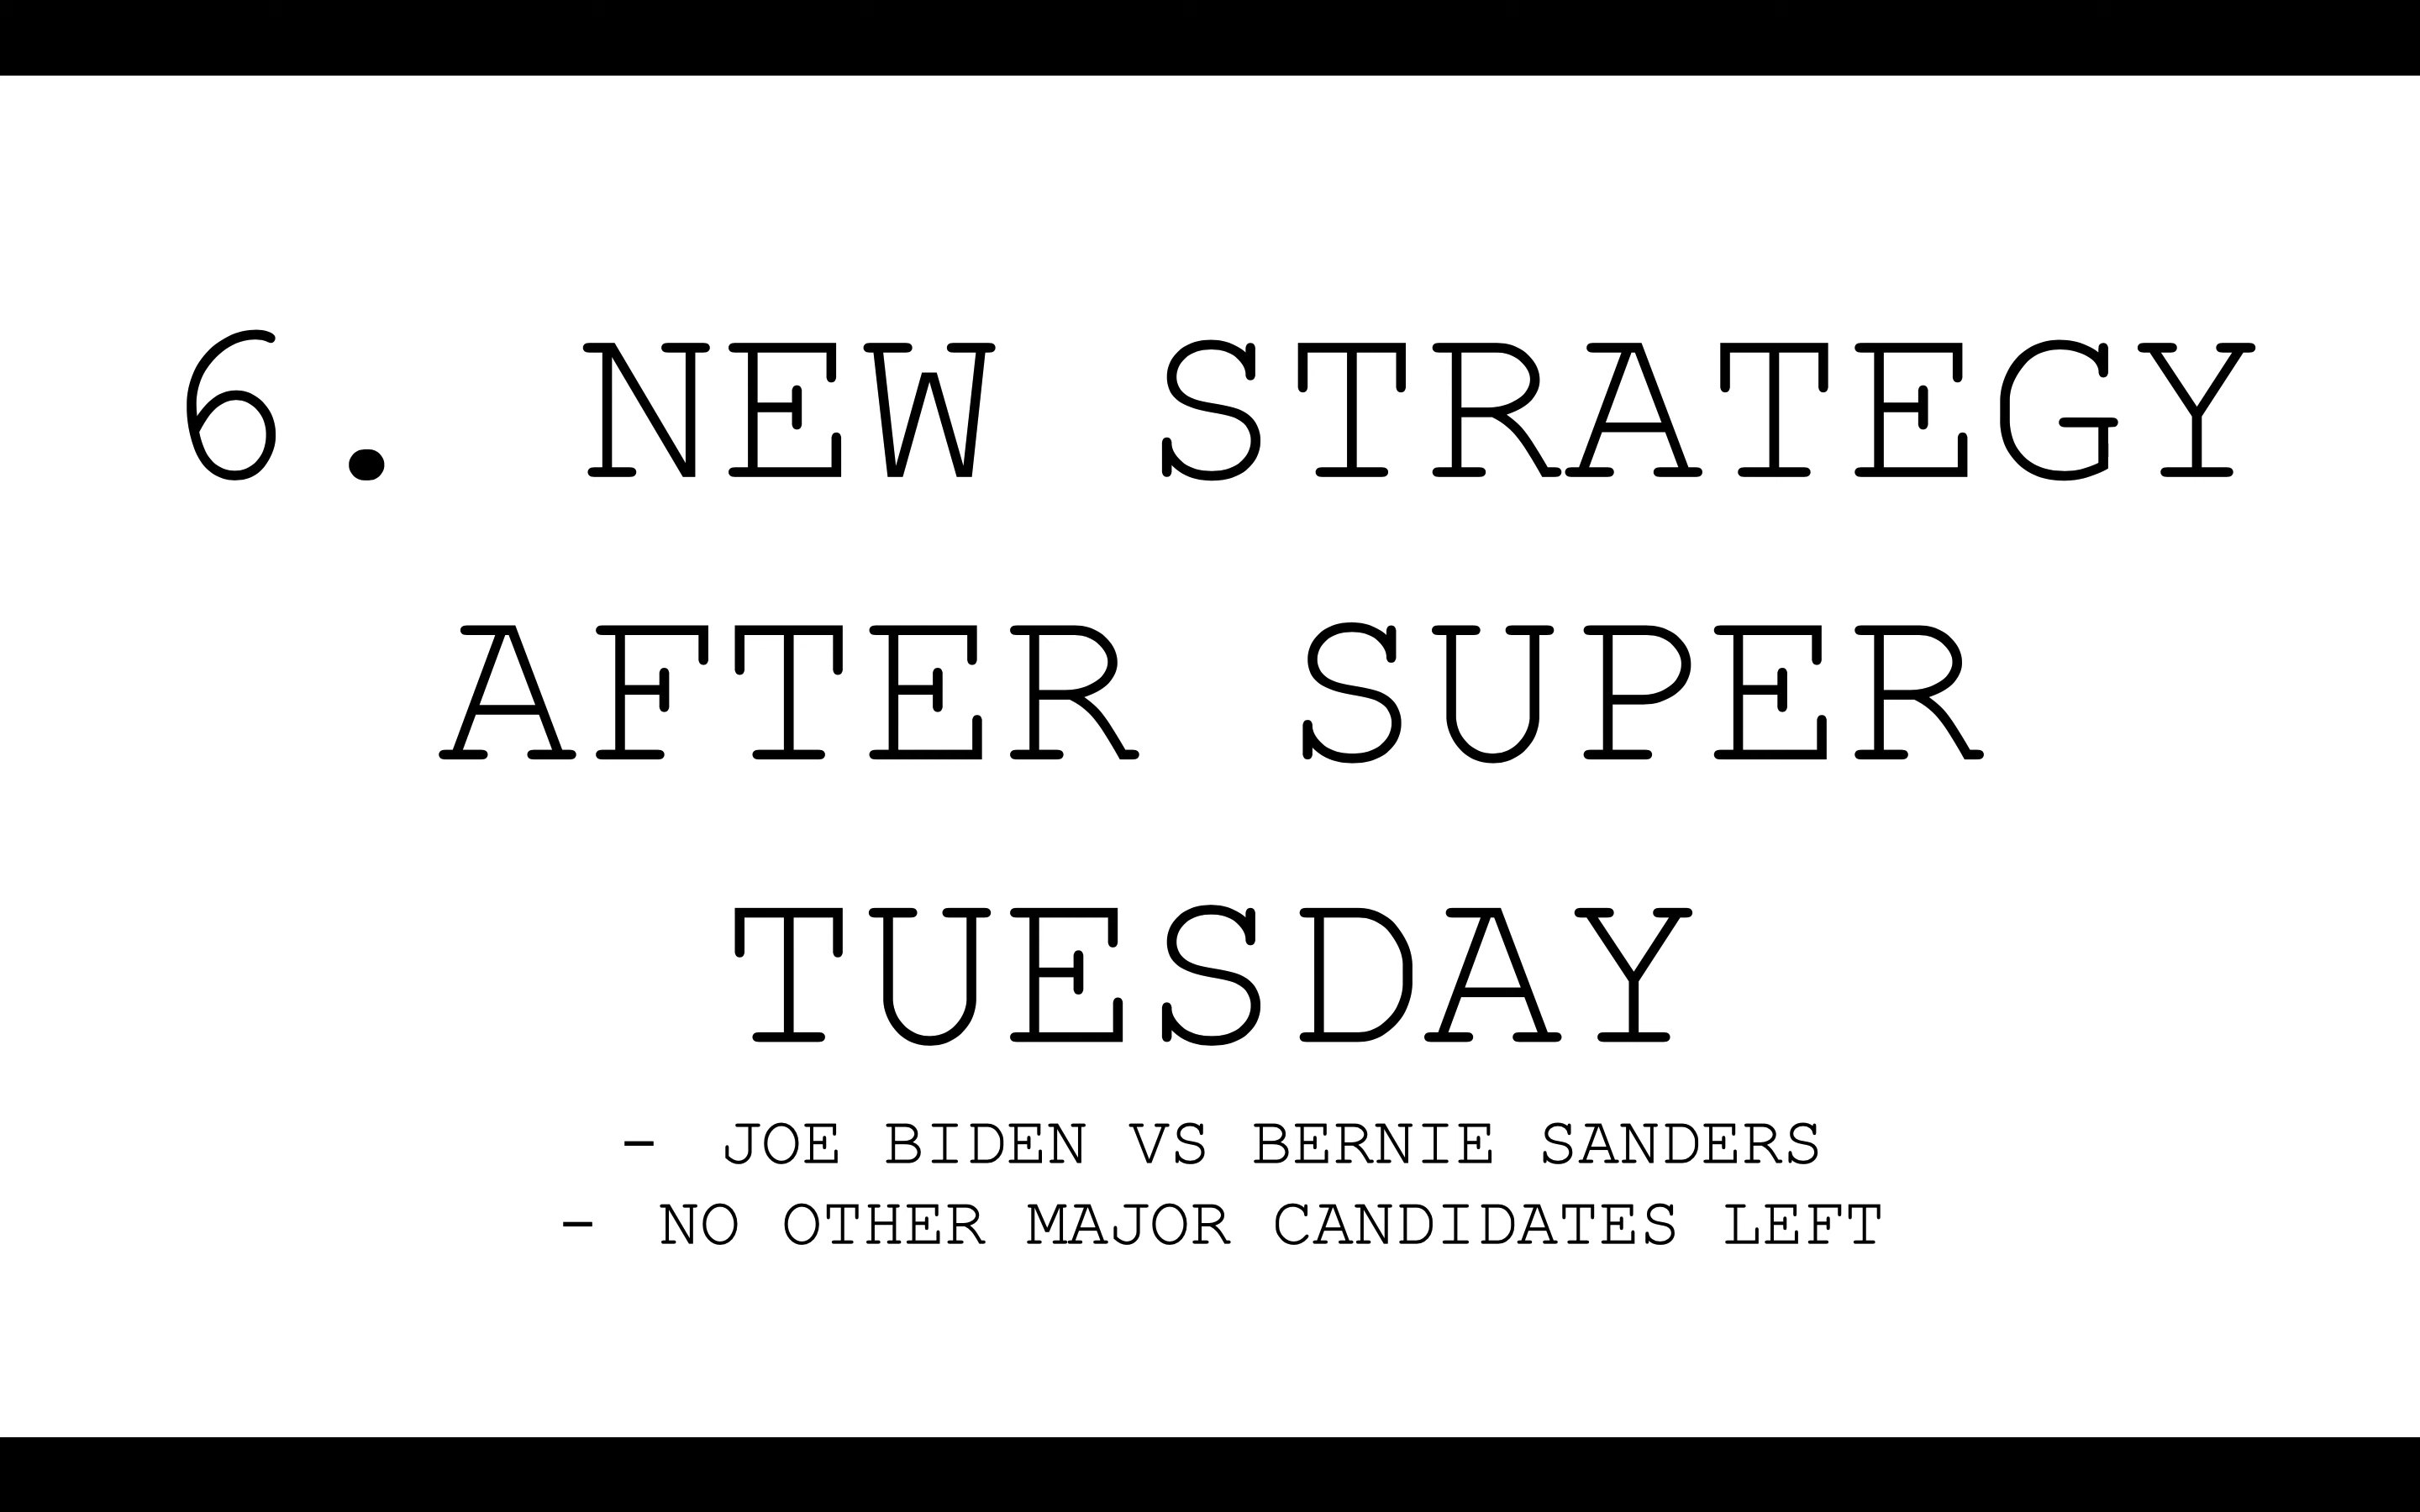 6. NEW STRATEGY
AFTER SUPER
TUESDAY
- JOE BIDEN VS BERNIE SANDERS
- NO OTHER MAJOR CANDIDATES LEFT